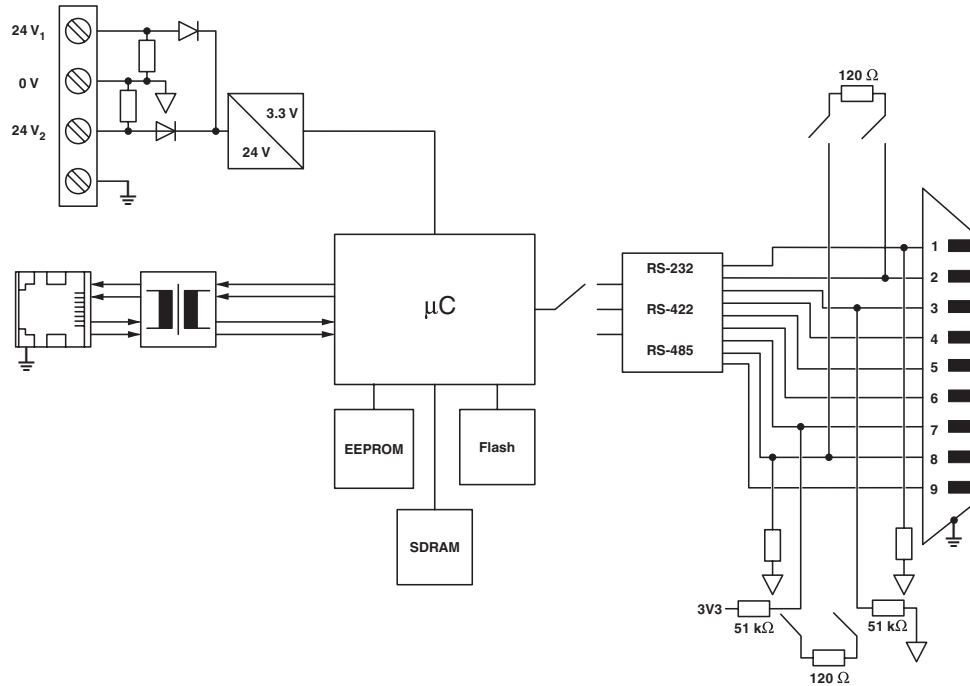 24 V1
0 V
24 V2
3.3 V
24 V
120 Ω
µC
RS-232
RS-422
RS-485
1
2
3
4
5
6
7
8
9
EEPROM
Flash
SDRAM
3V3
51 kΩ
51 kΩ
120 Ω